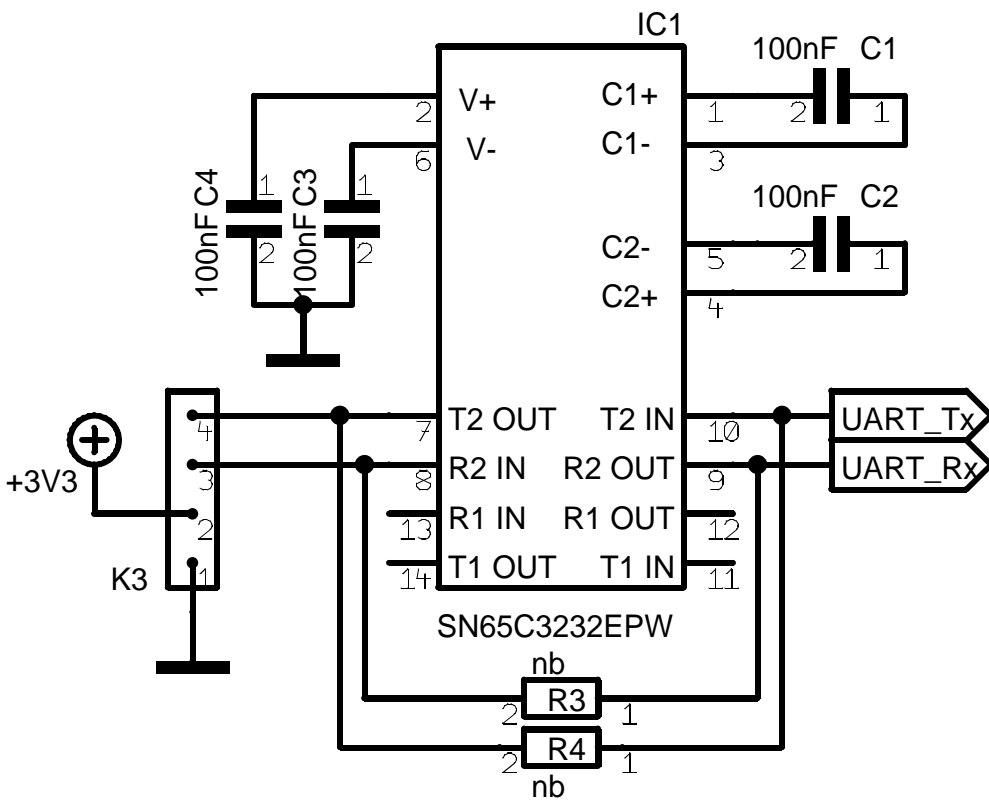 IC1
100nF C1
V+ C1+
2 1 2 1
V- C1-
6 3
100nF C4
1
2
100nF C3
1
2
100nF C2
C2-
5 2 1
C2+
4
T2 OUT T2 IN UART_Tx
4 7 10
R2 IN R2 OUT UART_Rx
3 8 9
+3V3
R1 IN R1 OUT
2 13 12
K3
T1 OUT T1 IN
1 14 11
SN65C3232EPW
nb
R3
2 1
R4
2 1
nb